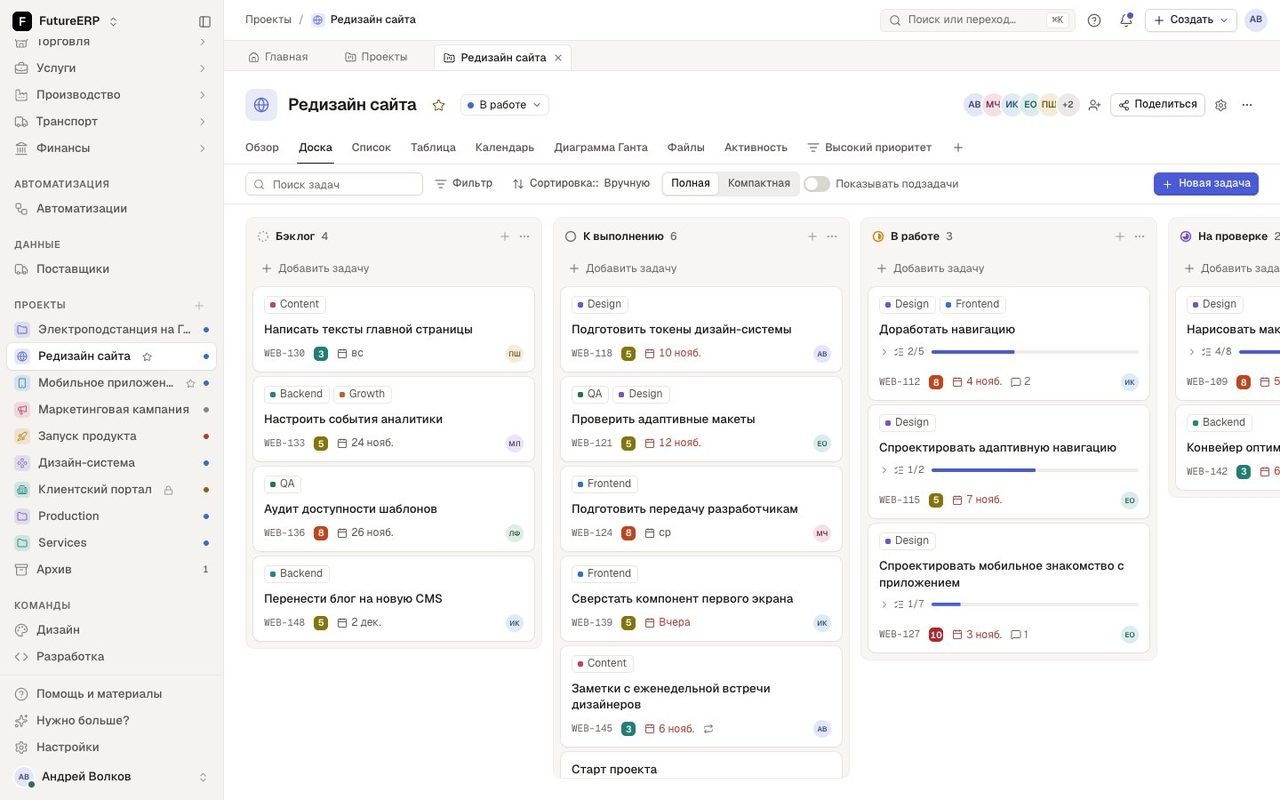 F FutureERP
Торговля
Услуги
Производство
Транспорт
Финансы
АВТОМАТИЗАЦИЯ
Автоматизации
ДАННЫЕ
Поставщики
ПРОЕКТЫ
Электроподстанция на Г...
Редизайн сайта
Мобильное приложен...
Маркетинговая кампания
Запуск продукта
Дизайн-система
Клиентский портал
Production
Services
Архив 1
КОМАНДЫ
Дизайн
Разработка
Помощь и материалы
Нужно больше?
Настройки
АВ Андрей Волков
Проекты / Редизайн сайта
Поиск или переход... ⌘K
Создать
АВ
Главная
Проекты
Редизайн сайта
Редизайн сайта
В работе
АВ МЧ ИК ЕО ПШ +2
Поделиться
Обзор Доска Список Таблица Календарь Диаграмма Ганта Файлы Активность Высокий приоритет
Поиск задач
Фильтр
Сортировка:: Вручную
Полная Компактная
Показывать подзадачи
+ Новая задача
Бэклог 4
Добавить задачу
Content
Написать тексты главной страницы
WEB-130 3 вс ПШ
Backend Growth
Настроить события аналитики
WEB-133 5 24 нояб. МЛ
QA
Аудит доступности шаблонов
WEB-136 8 26 нояб. ЛФ
Backend
Перенести блог на новую CMS
WEB-148 5 2 дек. ИК
К выполнению 6
Добавить задачу
Design
Подготовить токены дизайн-системы
WEB-118 5 10 нояб. АВ
QA Design
Проверить адаптивные макеты
WEB-121 5 12 нояб. ЕО
Frontend
Подготовить передачу разработчикам
WEB-124 8 ср МЧ
Frontend
Сверстать компонент первого экрана
WEB-139 5 Вчера ИК
Content
Заметки с еженедельной встречи
дизайнеров
WEB-145 3 6 нояб. АВ
Старт проекта
В работе 3
Добавить задачу
Design Frontend
Доработать навигацию
2/5
WEB-112 8 4 нояб. 2 ИК
Design
Спроектировать адаптивную навигацию
1/2
WEB-115 5 7 нояб. ЕО
Design
Спроектировать мобильное знакомство с
приложением
1/7
WEB-127 10 3 нояб. 1 ЕО
На проверке 2
Добавить зада
Design
Нарисовать мак
4/8
WEB-109 8 5
Backend
Конвейер оптим
WEB-142 3 6